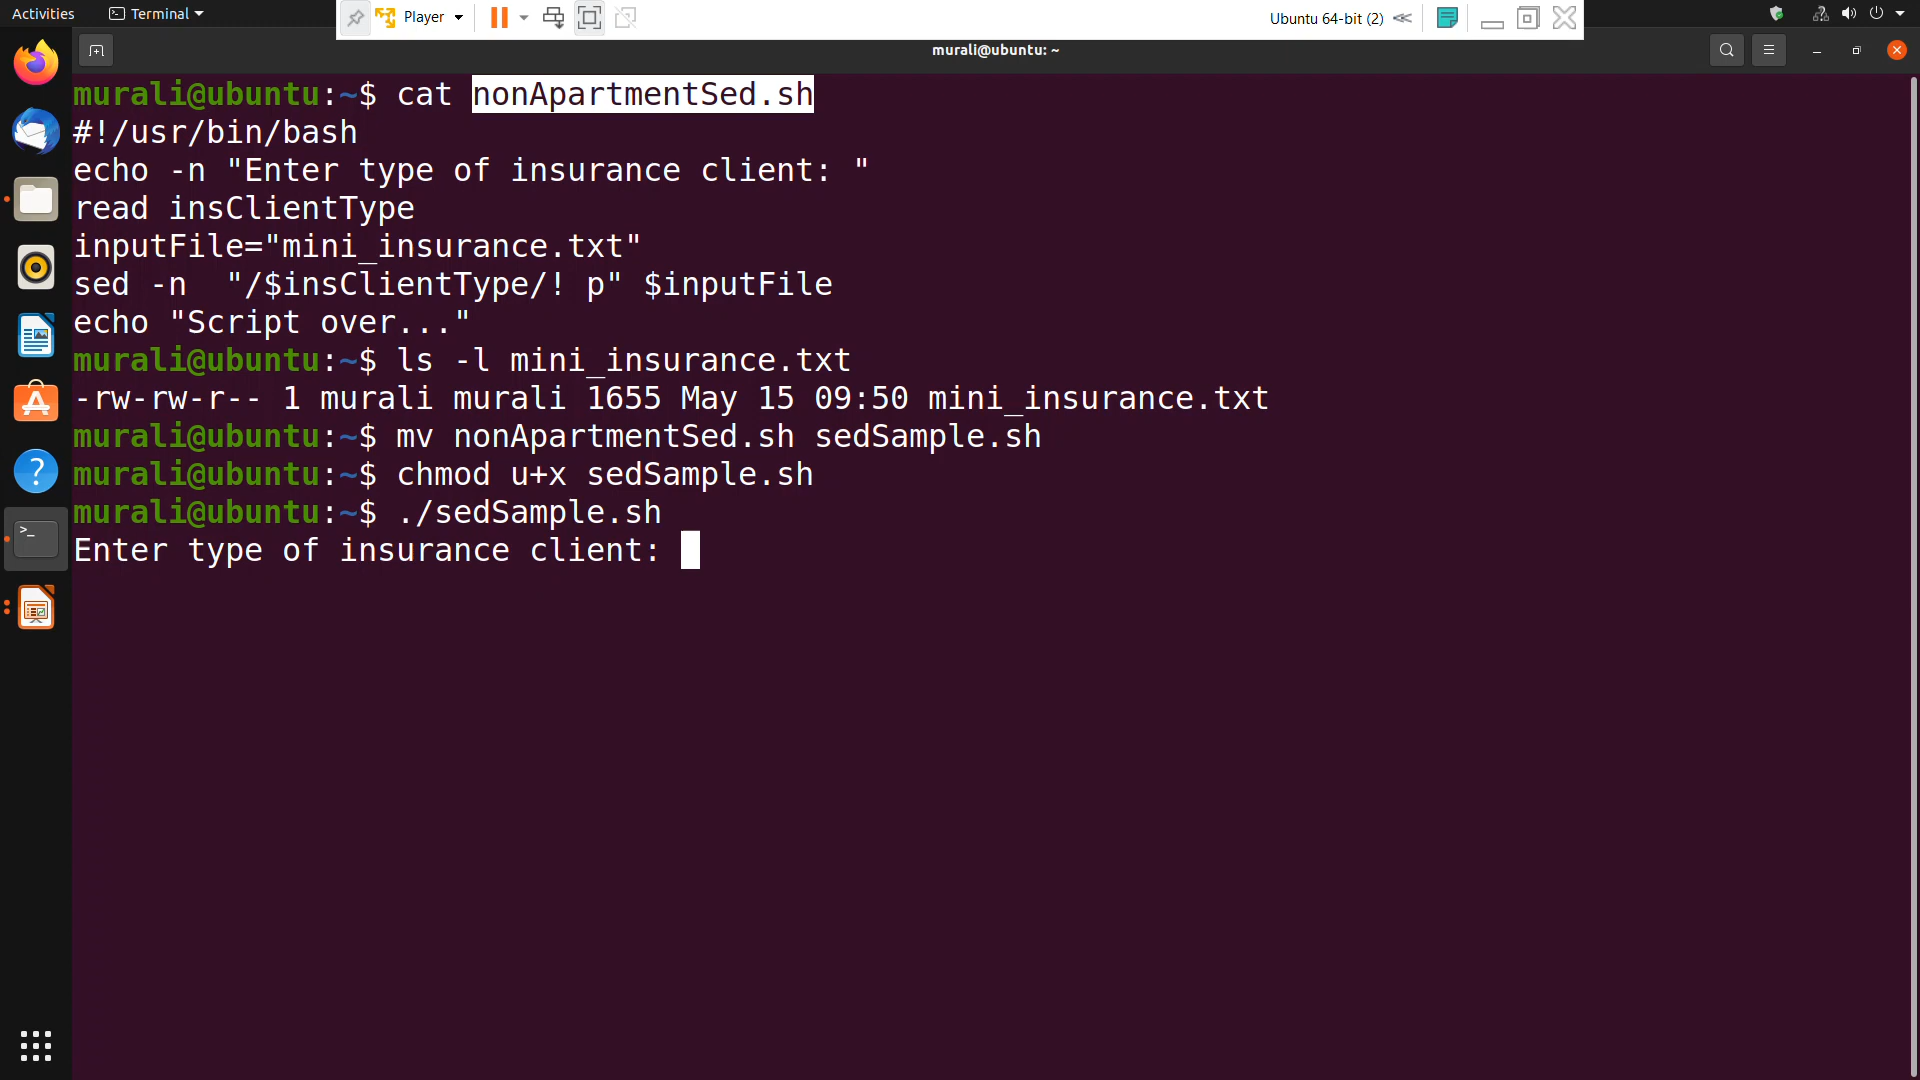 Activities Terminal Player Ubuntu 64-bit (2)
murali@ubuntu: ~
murali@ubuntu:~$ cat nonApartmentSed.sh
#!/usr/bin/bash
echo -n "Enter type of insurance client: "
read insClientType
inputFile="mini_insurance.txt"
sed -n  "/$insClientType/! p" $inputFile
echo "Script over..."
murali@ubuntu:~$ ls -l mini_insurance.txt
-rw-rw-r-- 1 murali murali 1655 May 15 09:50 mini_insurance.txt
murali@ubuntu:~$ mv nonApartmentSed.sh sedSample.sh
murali@ubuntu:~$ chmod u+x sedSample.sh
murali@ubuntu:~$ ./sedSample.sh
Enter type of insurance client: